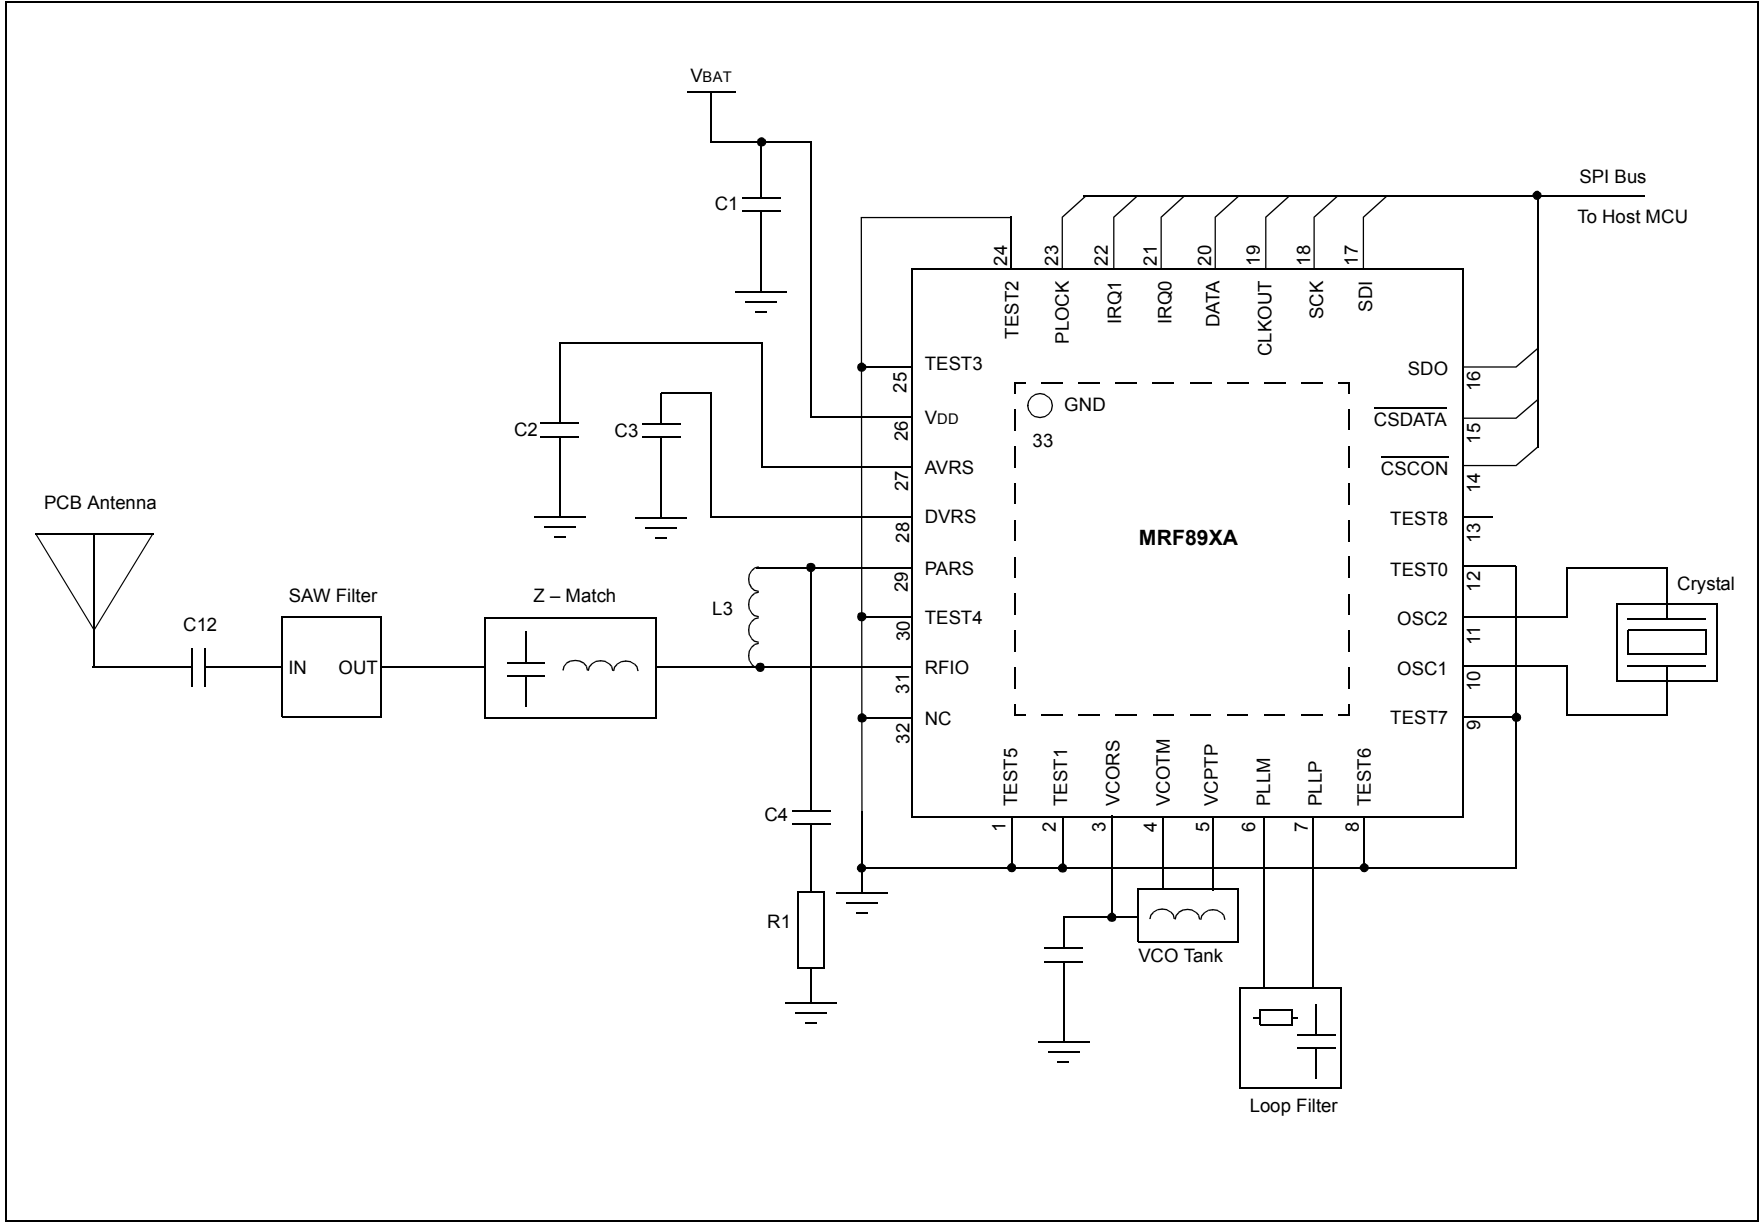 VBAT
C1
SPI Bus
To Host MCU
24
23
22
21
20
19
18
17
TEST2
PLOCK
IRQ1
IRQ0
DATA
CLKOUT
SCK
SDI
TEST3
25
VDD
26
AVRS
27
DVRS
28
PARS
29
TEST4
30
RFIO
31
NC
32
SDO
16
CSDATA
15
CSCON
14
TEST8
13
TEST0
12
OSC2
11
OSC1
10
TEST7
9
GND
33
MRF89XA
C2
C3
PCB Antenna
C12
SAW Filter
IN
OUT
Z – Match
L3
Crystal
TEST5
TEST1
VCORS
VCOTM
VCPTP
PLLM
PLLP
TEST6
1
2
3
4
5
6
7
8
C4
R1
VCO Tank
Loop Filter